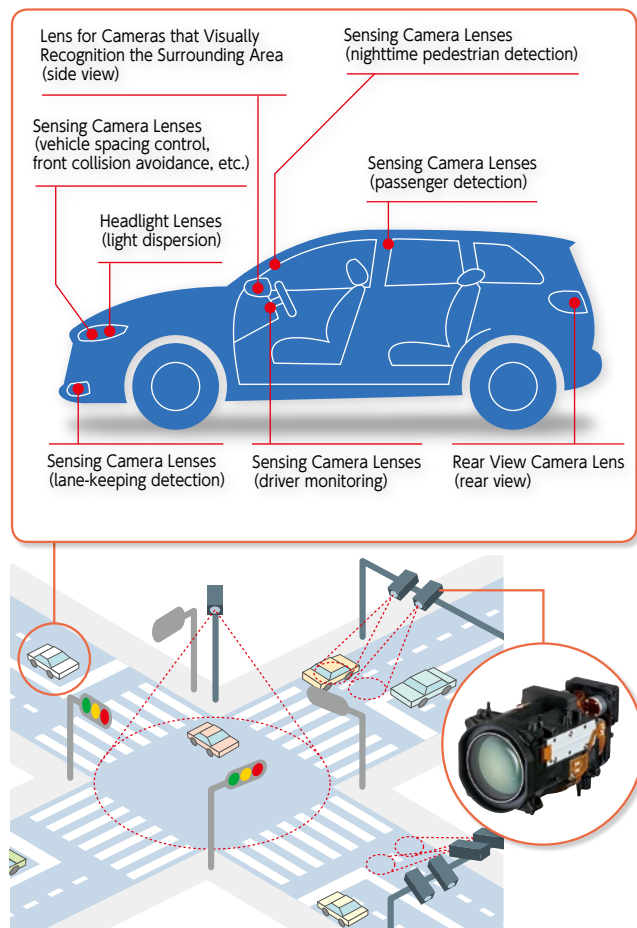 Lens for Cameras that Visually
Recognition the Surrounding Area
(side view)
Sensing Camera Lenses
(nighttime pedestrian detection)
Sensing Camera Lenses
(vehicle spacing control,
front collision avoidance, etc.)
Sensing Camera Lenses
(passenger detection)
Headlight Lenses
(light dispersion)
Sensing Camera Lenses
(lane-keeping detection)
Sensing Camera Lenses
(driver monitoring)
Rear View Camera Lens
(rear view)